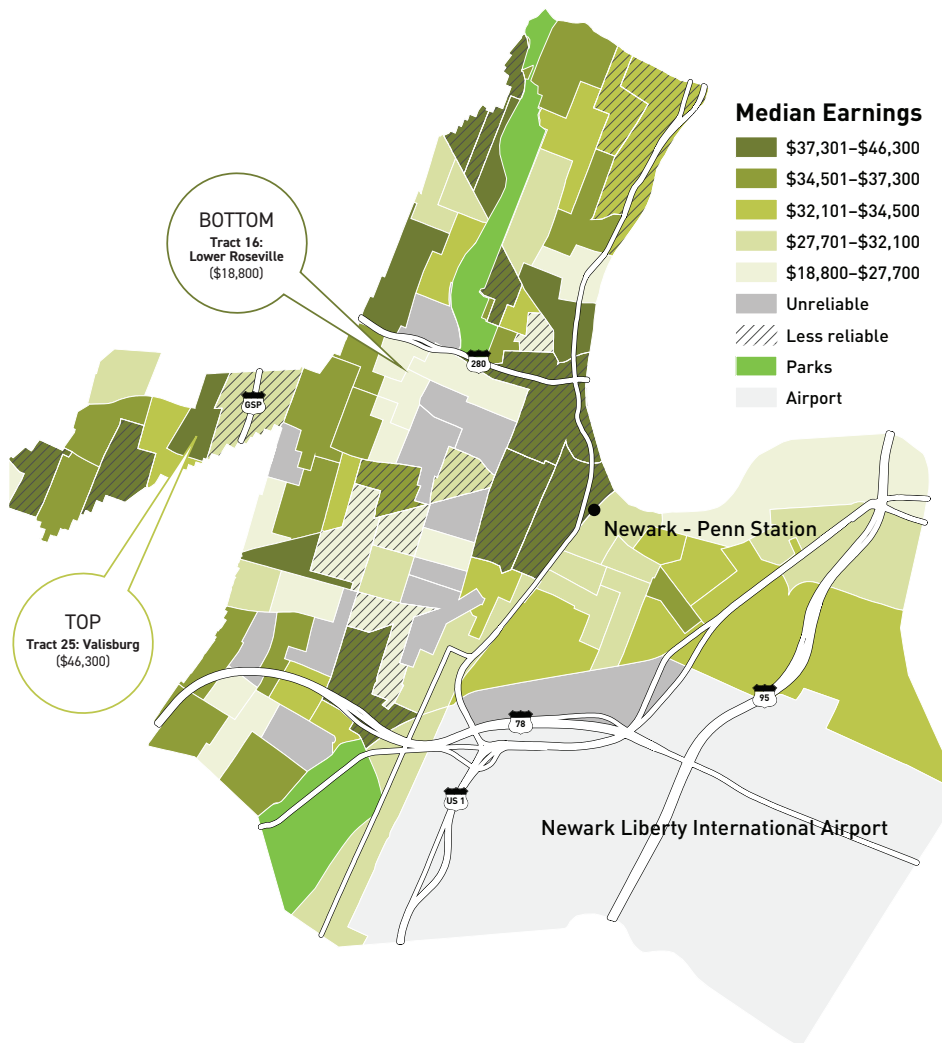 Median Earnings
$37,301–$46,300
$34,501–$37,300
$32,101–$34,500
$27,701–$32,100
$18,800–$27,700
Unreliable
Less reliable
Parks
Airport
BOTTOM
Tract 16:
Lower Roseville
($18,800)
280
GSP
Newark - Penn Station
TOP
Tract 25: Valisburg
($46,300)
95
78
US 1
Newark Liberty International Airport